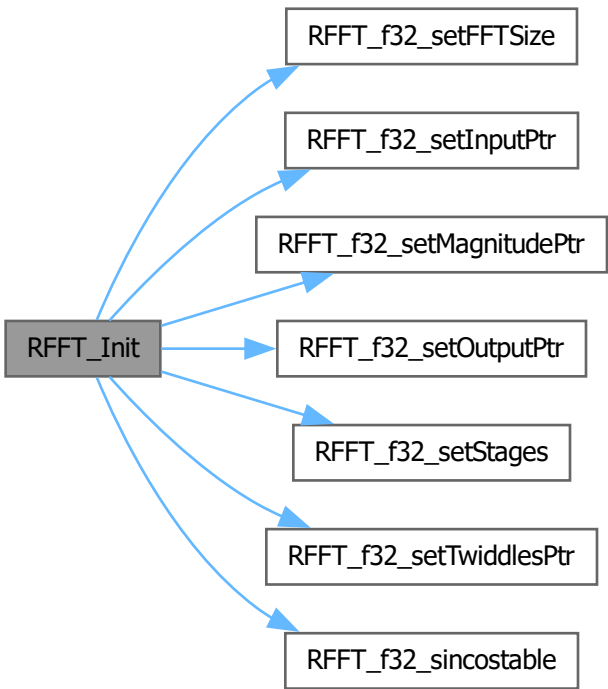 RFFT_f32_setFFTSize
RFFT_f32_setInputPtr
RFFT_f32_setMagnitudePtr
RFFT_Init
RFFT_f32_setOutputPtr
RFFT_f32_setStages
RFFT_f32_setTwiddlesPtr
RFFT_f32_sincostable